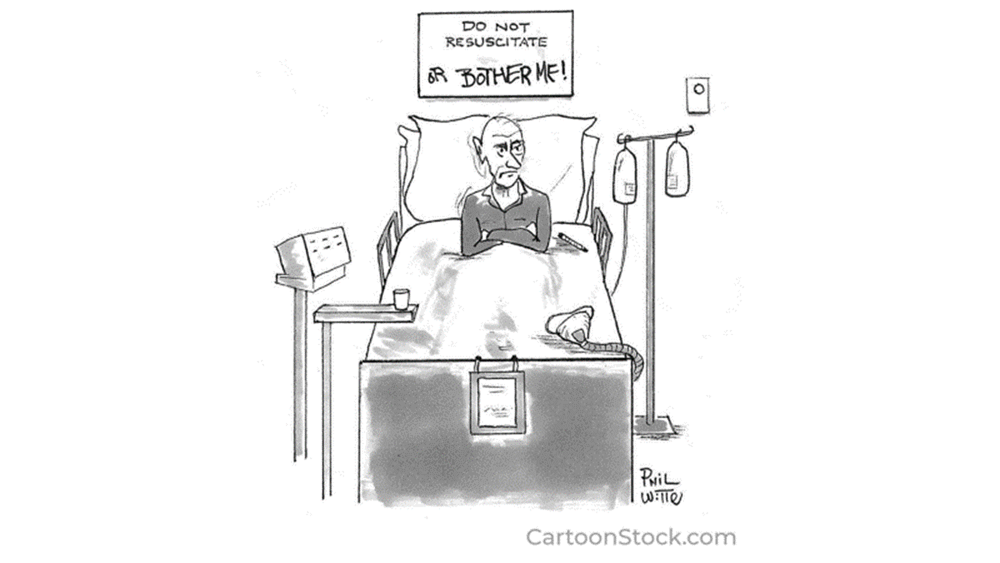 DO NOT
RESUSCITATE
OR BOTHER ME!
PHIL
WITTE
CartoonStock.com